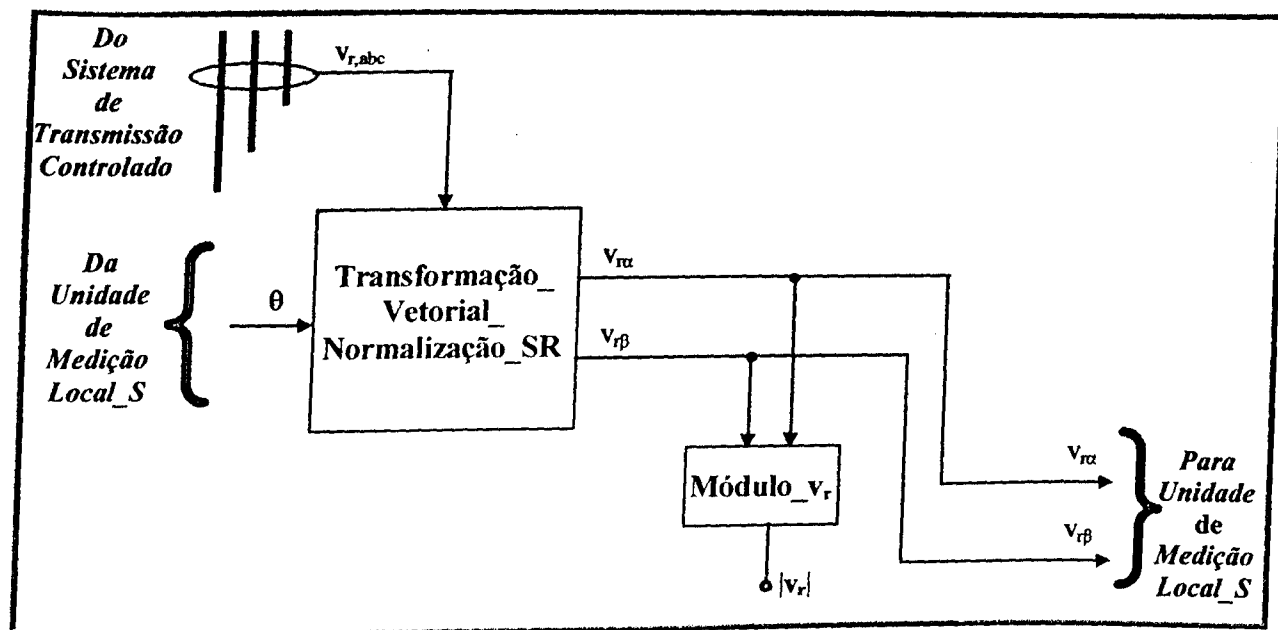 Do
Sistema
de
Transmissão
Controlado
v_r,abc
Da
Unidade
de
Medição
Local_S
θ
Transformação_
Vetorial_
Normalização_SR
v_rα
v_rβ
Módulo_v_r
|v_r|
v_rα
v_rβ
Para
Unidade
de
Medição
Local_S